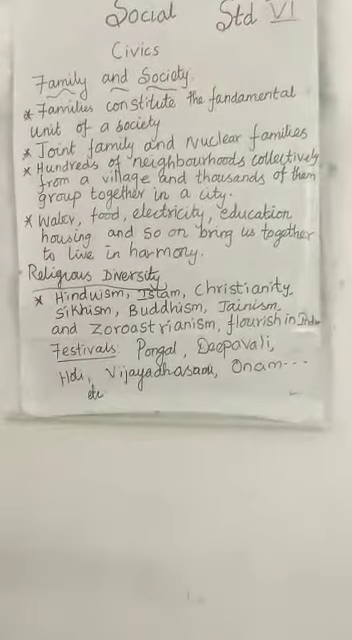 Social Std VI
Civics
Family and Socioty.
* Families constitute the fandamental
unit of a society
* Joint family and Nuclear families
* Hundreds of neighbourhoods collectively
from a village and thousands of them
group together in a city.
* Water, food, electricity, education
housing and so on bring us together
to live in harmony.
Religious Diversity
* Hinduism, Islam, Christianity
Sikhism, Buddhism, Jainism
and Zoroastrianism, flourish in India
Festivals: Pongal, Deepavali,
Holi, Onam ...
etc